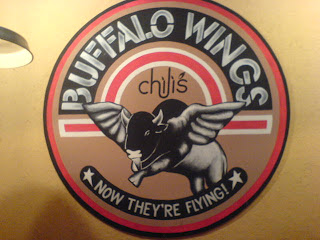 BUFFALO WINGS
chili's
NOW THEY'RE FLYING!